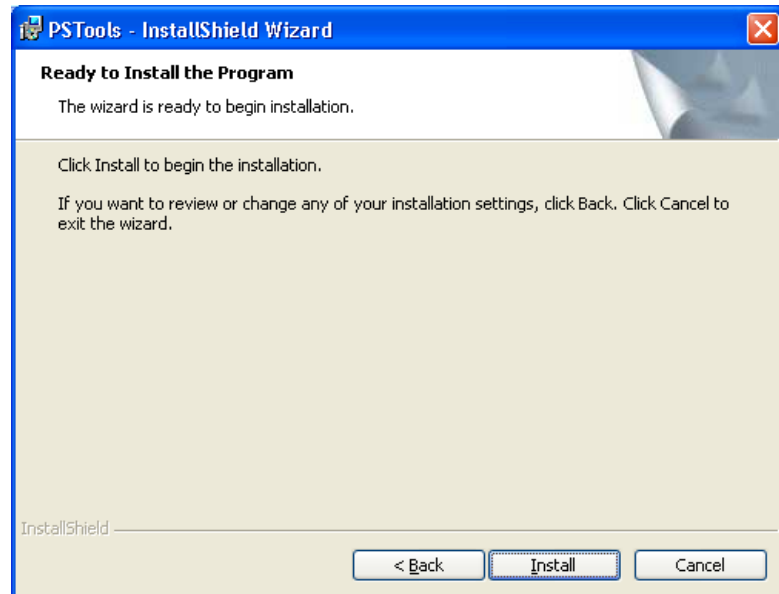 PSTools - InstallShield Wizard
Ready to Install the Program
The wizard is ready to begin installation.
Click Install to begin the installation.
If you want to review or change any of your installation settings, click Back. Click Cancel to
exit the wizard.
InstallShield
< Back
Install
Cancel